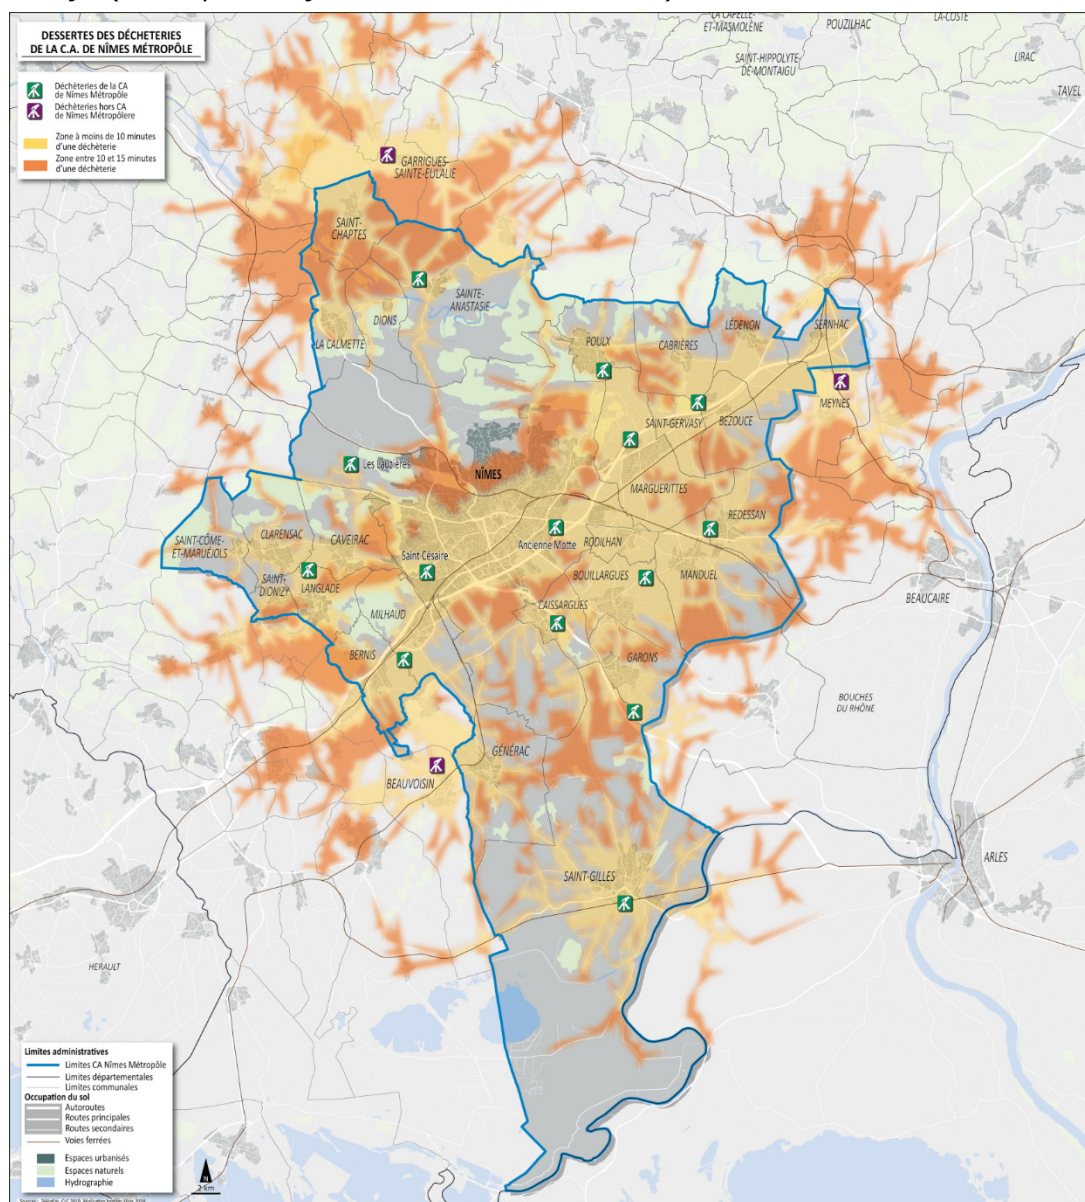 DESSERTES DES DÉCHETERIES
DE LA C.A. DE NÎMES MÉTROPÔLE
Déchèteries de la CA
de Nîmes Métropôle
Déchèteries hors CA
de Nîmes Métropôlere
Zone à moins de 10 minutes
d'une déchèterie
Zone entre 10 et 15 minutes
d'une déchèterie
LA CAPELLE-
ET-MASMOLÈNE
POUZILHAC
LA-COSTE
SAINT-HIPPOLYTE-
DE-MONTAIGU
LIRAC
TAVEL
GARRIGUES-
SAINTE-EULALIE
SAINT-
CHAPTES
SAINTE-
ANASTASIE
DIONS
LA CALMETTE
POULX
CABRIÈRES
LÉDENON
SERNHAC
MEYNES
SAINT-GERVASY
BEZOUCE
Les Lauzières
NÎMES
MARGUERITTES
REDESSAN
SAINT-CÔME-
ET-MARUÉJOLS
CLARENSAC
CAVEIRAC
Saint Césaire
Ancienne Motte
RODILHAN
SAINT-
DIONIZY
LANGLADE
BOUILLARGUES
MANDUEL
BEAUCAIRE
MILHAUD
CAISSARGUES
BERNIS
GARONS
BOUCHES
DU RHÔNE
GÉNÉRAC
BEAUVOISIN
SAINT-GILLES
ARLES
HERAULT
Limites administratives
Limites CA Nîmes Métropôle
Limites départementales
Limites communales
Occupation du sol
Autoroutes
Routes principales
Routes secondaires
Voies ferrées
Espaces urbanisés
Espaces naturels
Hydrographie
N
2 km